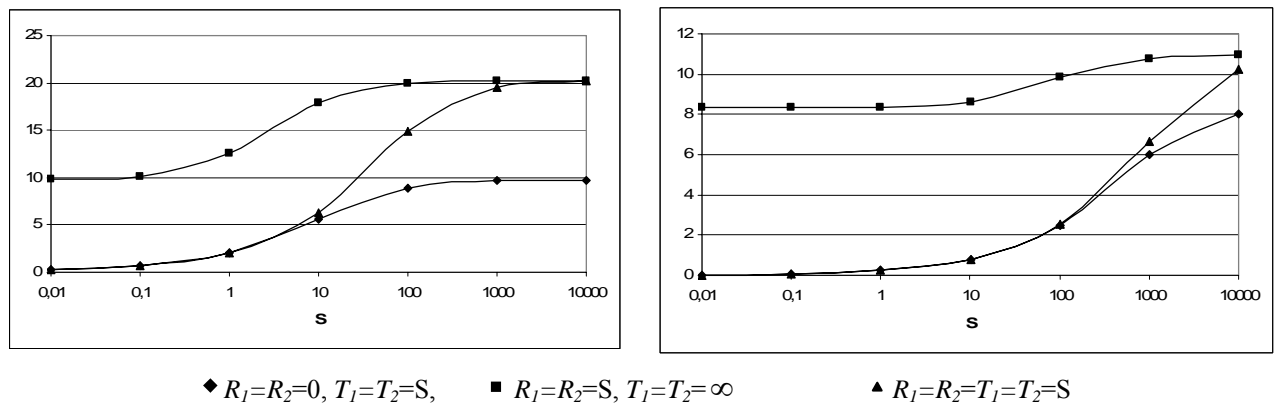 25
20
15
10
5
0
0,01 0,1 1 10 100 1000 10000
S
12
10
8
6
4
2
0
0,01 0,1 1 10 100 1000 10000
S
◆ R₁=R₂=0, T₁=T₂=S, ■ R₁=R₂=S, T₁=T₂=∞ ▲ R₁=R₂=T₁=T₂=S